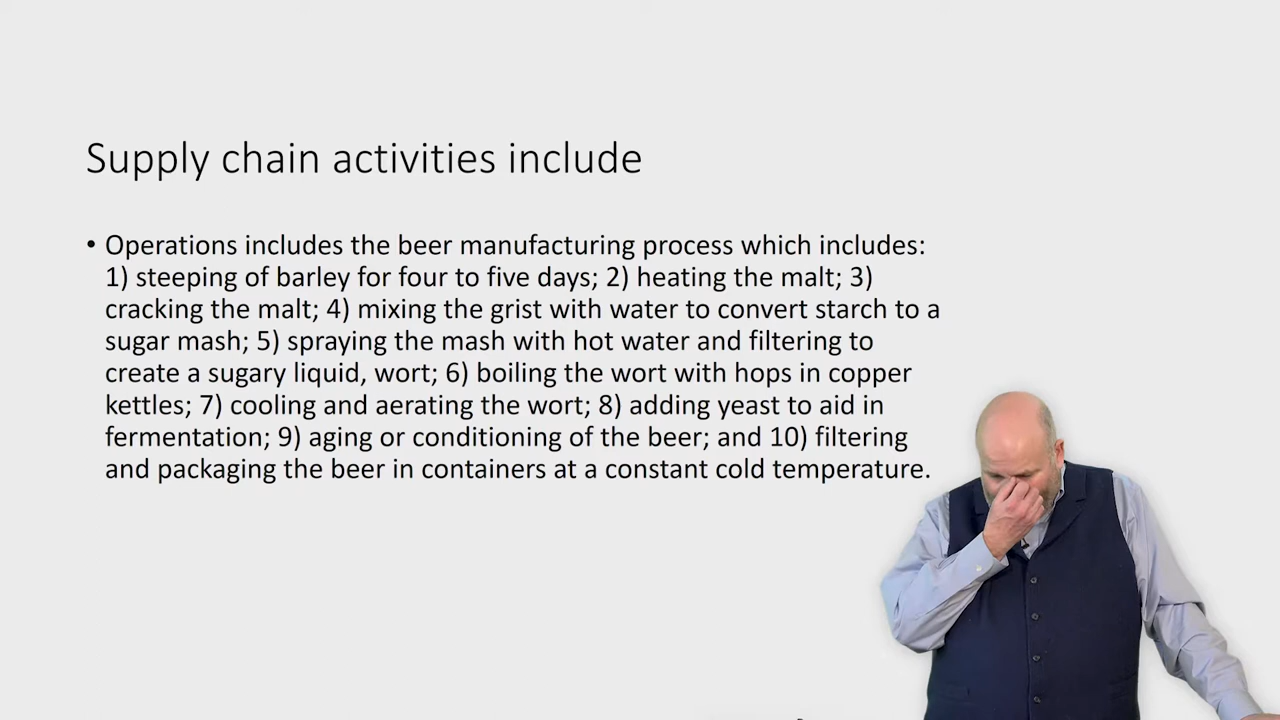 Supply chain activities include
• Operations includes the beer manufacturing process which includes:
1) steeping of barley for four to five days; 2) heating the malt; 3)
cracking the malt; 4) mixing the grist with water to convert starch to a
sugar mash; 5) spraying the mash with hot water and filtering to
create a sugary liquid, wort; 6) boiling the wort with hops in copper
kettles; 7) cooling and aerating the wort; 8) adding yeast to aid in
fermentation; 9) aging or conditioning of the beer; and 10) filtering
and packaging the beer in containers at a constant cold temperature.